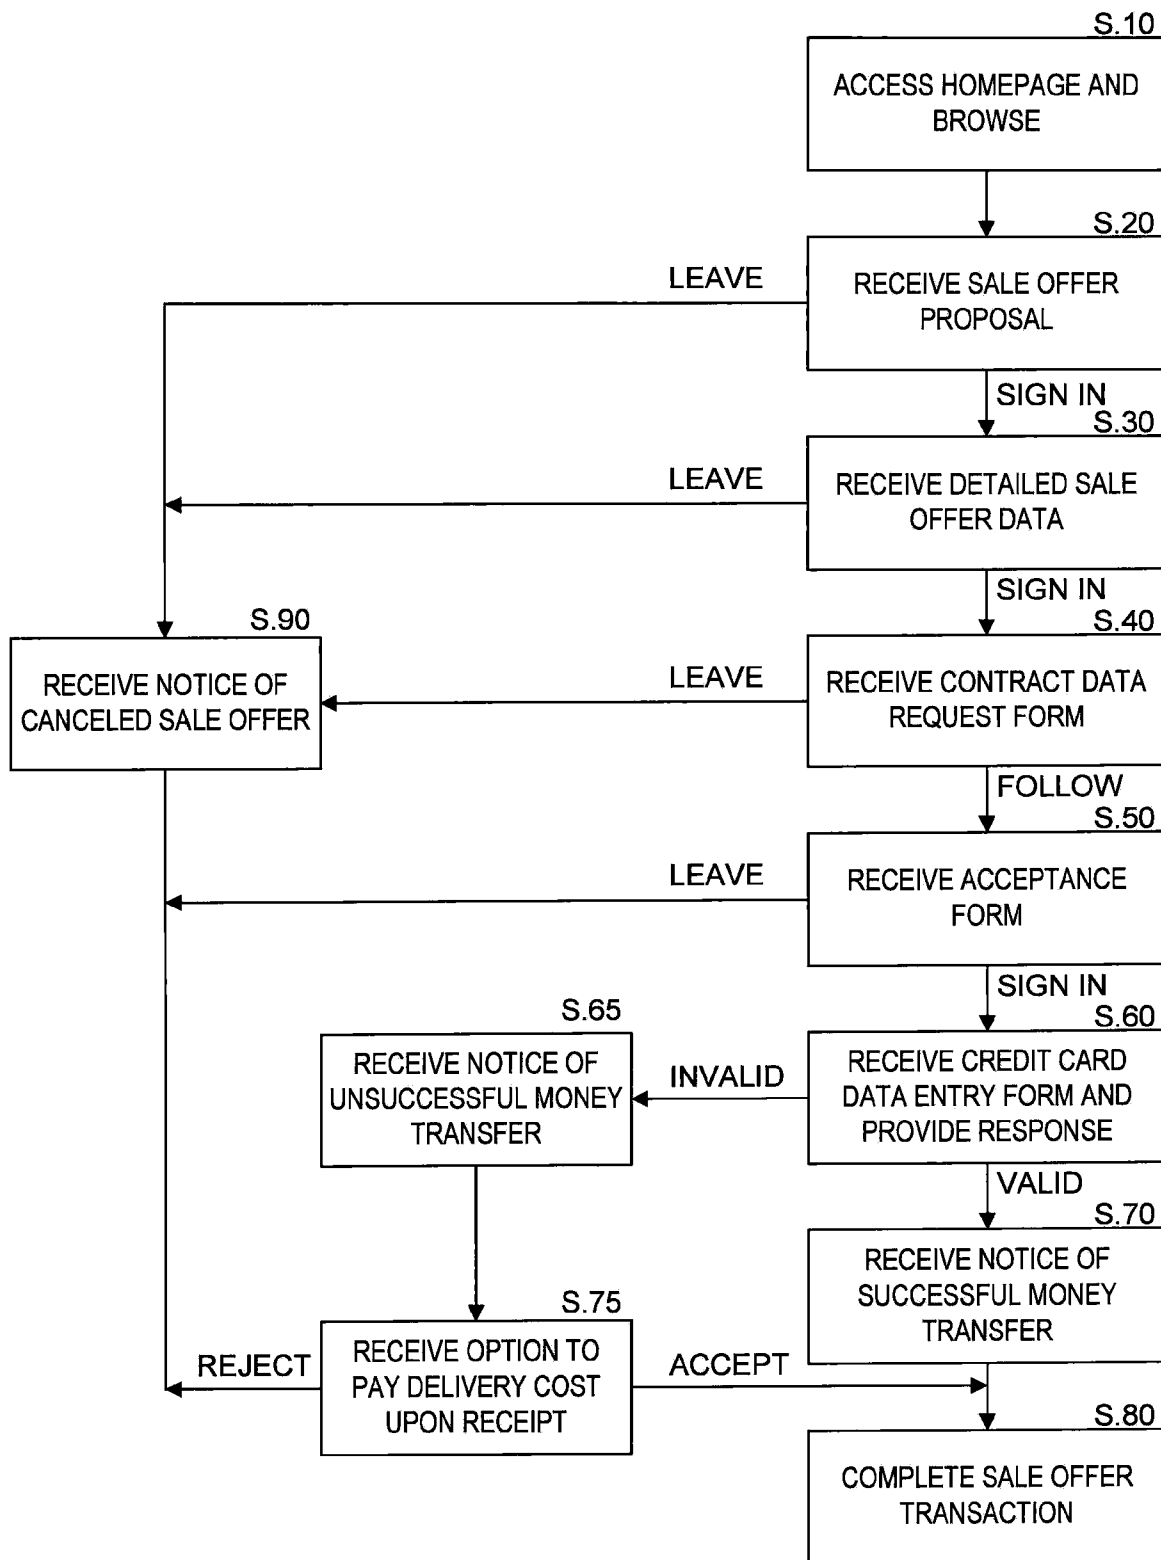 S.10
ACCESS HOMEPAGE AND
BROWSE
S.20
LEAVE
RECEIVE SALE OFFER
PROPOSAL
SIGN IN
S.30
LEAVE
RECEIVE DETAILED SALE
OFFER DATA
SIGN IN
S.90
S.40
RECEIVE NOTICE OF
CANCELED SALE OFFER
LEAVE
RECEIVE CONTRACT DATA
REQUEST FORM
FOLLOW
S.50
LEAVE
RECEIVE ACCEPTANCE
FORM
SIGN IN
S.65
S.60
RECEIVE NOTICE OF
UNSUCCESSFUL MONEY
TRANSFER
INVALID
RECEIVE CREDIT CARD
DATA ENTRY FORM AND
PROVIDE RESPONSE
VALID
S.70
RECEIVE NOTICE OF
SUCCESSFUL MONEY
TRANSFER
S.75
REJECT
RECEIVE OPTION TO
PAY DELIVERY COST
UPON RECEIPT
ACCEPT
S.80
COMPLETE SALE OFFER
TRANSACTION